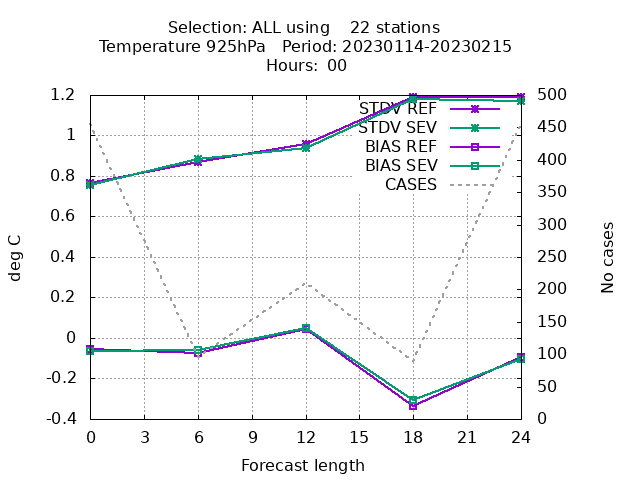 Selection: ALL using    22 stations
Temperature 925hPa   Period: 20230114-20230215
Hours:  00
1.2
1
0.8
0.6
0.4
0.2
0
-0.2
-0.4
deg C
STDV REF
STDV SEV
BIAS REF
BIAS SEV
CASES
500
450
400
350
300
250
200
150
100
50
0
No cases
0 3 6 9 12 15 18 21 24
Forecast length